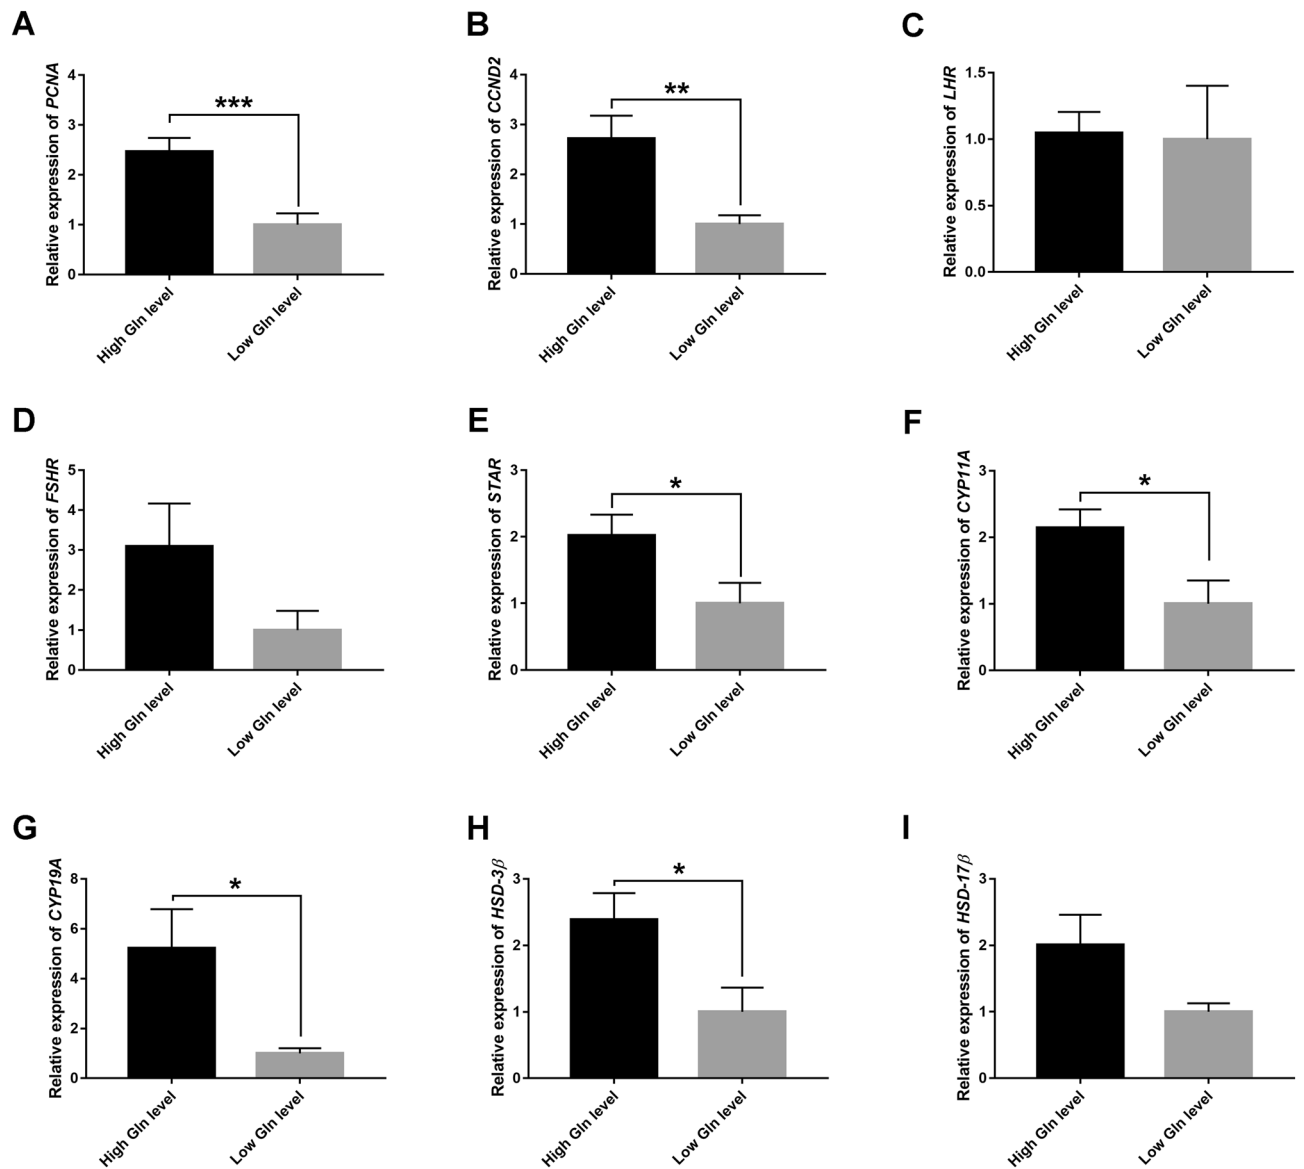 A
Relative expression of PCNA
4
3
2
1
0
***
High Gln level
Low Gln level
B
Relative expression of CCND2
4
3
2
1
0
**
High Gln level
Low Gln level
C
Relative expression of LHR
1.5
1.0
0.5
0.0
High Gln level
Low Gln level
D
Relative expression of FSHR
5
4
3
2
1
0
High Gln level
Low Gln level
E
Relative expression of STAR
3
2
1
0
*
High Gln level
Low Gln level
F
Relative expression of CYP11A
3
2
1
0
*
High Gln level
Low Gln level
G
Relative expression of CYP19A
8
6
4
2
0
*
High Gln level
Low Gln level
H
Relative expression of HSD-3β
3
2
1
0
*
High Gln level
Low Gln level
I
Relative expression of HSD-17β
3
2
1
0
High Gln level
Low Gln level